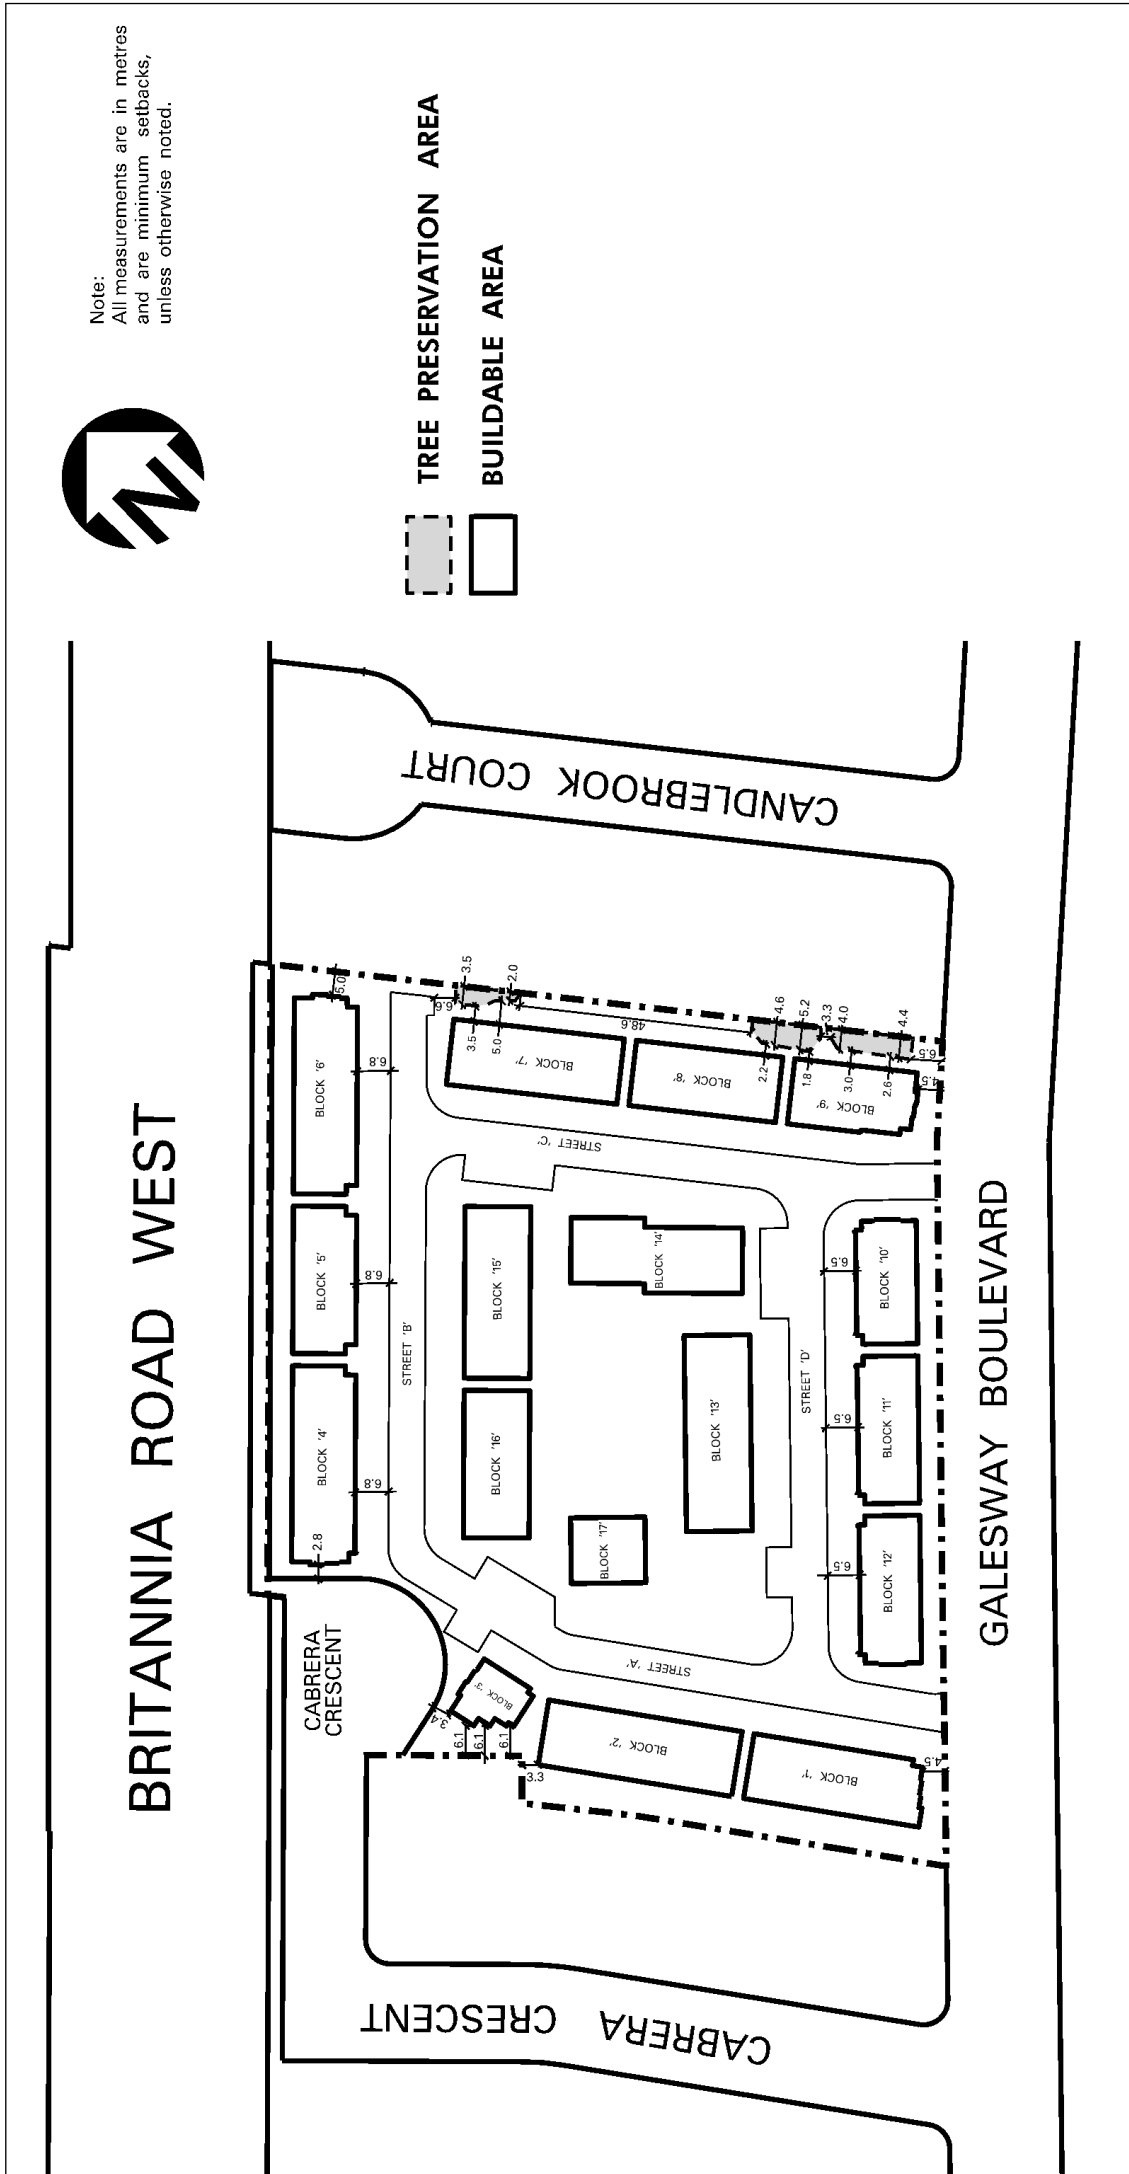 Note:
All measurements are in metres
and are minimum setbacks,
unless otherwise noted.
N
TREE PRESERVATION AREA
BUILDABLE AREA
BRITANNIA ROAD WEST
CABRERA
CRESCENT
CABRERA CRESCENT
CANDLEBROOK COURT
GALESWAY BOULEVARD
STREET 'A'
STREET 'B'
STREET 'C'
STREET 'D'
BLOCK '1'
BLOCK '2'
BLOCK '3'
BLOCK '4'
BLOCK '5'
BLOCK '6'
BLOCK '7'
BLOCK '8'
BLOCK '9'
BLOCK '10'
BLOCK '11'
BLOCK '12'
BLOCK '13'
BLOCK '14'
BLOCK '15'
BLOCK '16'
BLOCK '17'
2.8
6.8
6.8
6.8
5.0
3.4
6.1
6.1
6.1
3.3
4.5
6.6
3.5
2.0
3.5
5.0
48.6
4.6
5.2
3.3
4.0
4.4
2.2
1.8
3.0
2.6
6.5
4.5
6.5
6.5
6.5